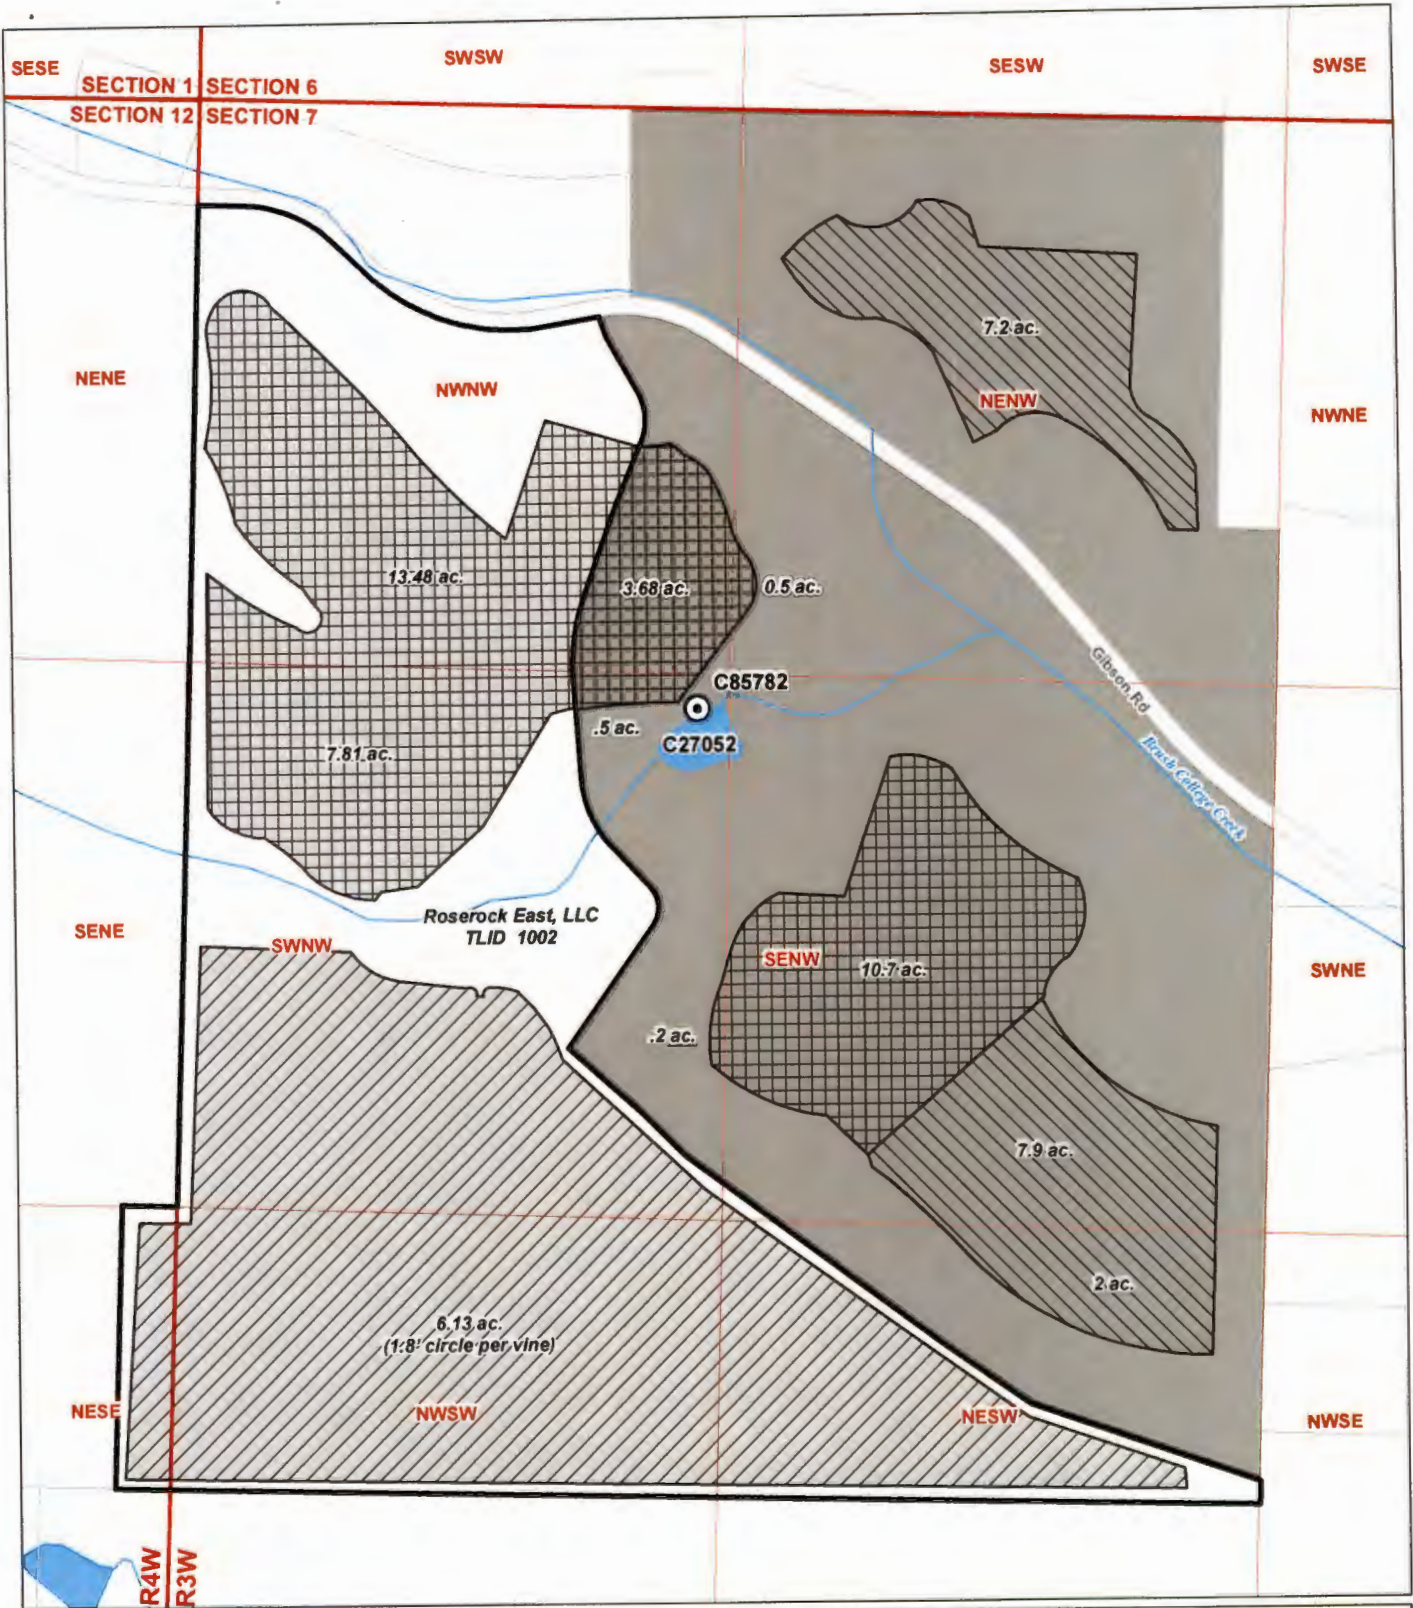 SESE
SWSW
SESW
SWSE
SECTION 1
SECTION 6
SECTION 12
SECTION 7
7.2 ac.
NENE
NWNW
NENW
NWNE
13.48 ac.
3.68 ac.
0.5 ac.
Gibson Rd
C85782
.5 ac.
C27052
7.81 ac.
Brush College Creek
Roserock East, LLC
TLID 1002
SENE
SWNW
SENW
10.7 ac.
SWNE
.2 ac.
7.9 ac.
2 ac.
6.13 ac.
(1.8' circle per vine)
NESE
NWSW
NESW
NWSE
R4W
R3W